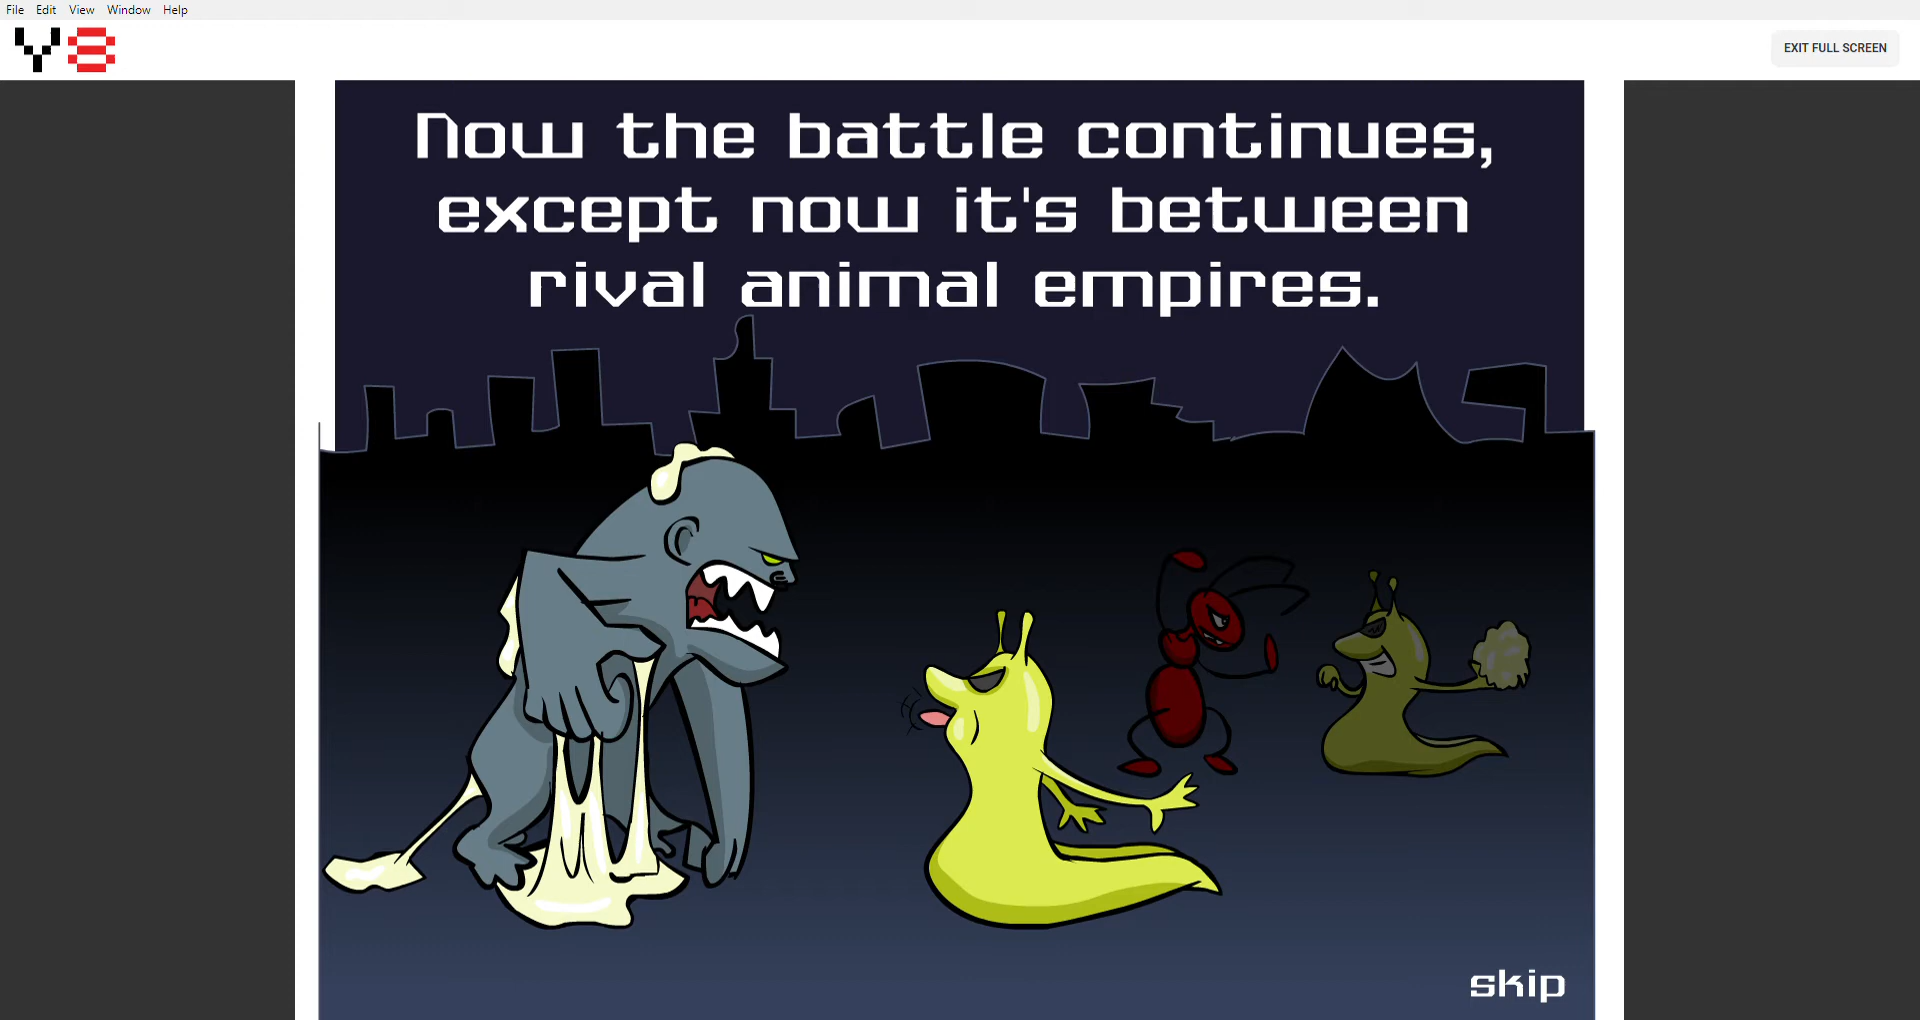 File Edit View Window Help
Y8
EXIT FULL SCREEN
Now the battle continues,
except now it's between
rival animal empires.
skip